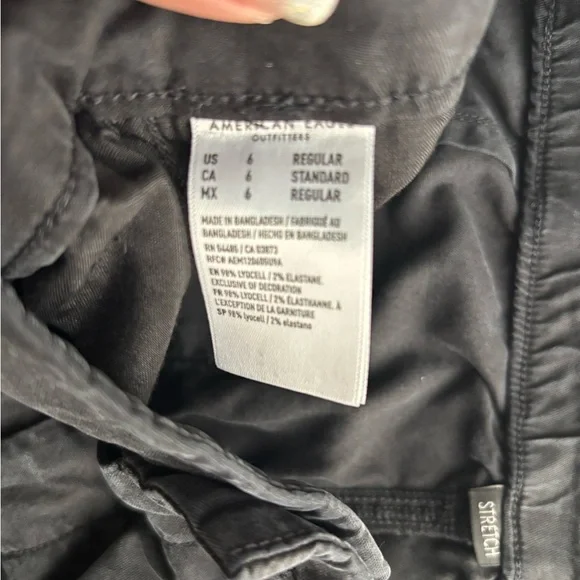 AMERICAN EAGLE
OUTFITTERS
US 6 REGULAR
CA 6 STANDARD
MX 6 REGULAR
MADE IN BANGLADESH / FABRIQUÉ AU
BANGLADESH / HECHO EN BANGLADESH
RN 54485 / CA 03873
RFC# AEM120605U9A
EN 98% LYOCELL / 2% ELASTANE.
EXCLUSIVE OF DECORATION
FR 98% LYOCELL / 2% ÉLASTHANNE. À
L'EXCEPTION DE LA GARNITURE
SP 98% lyocell / 2% elastano
STRETCH